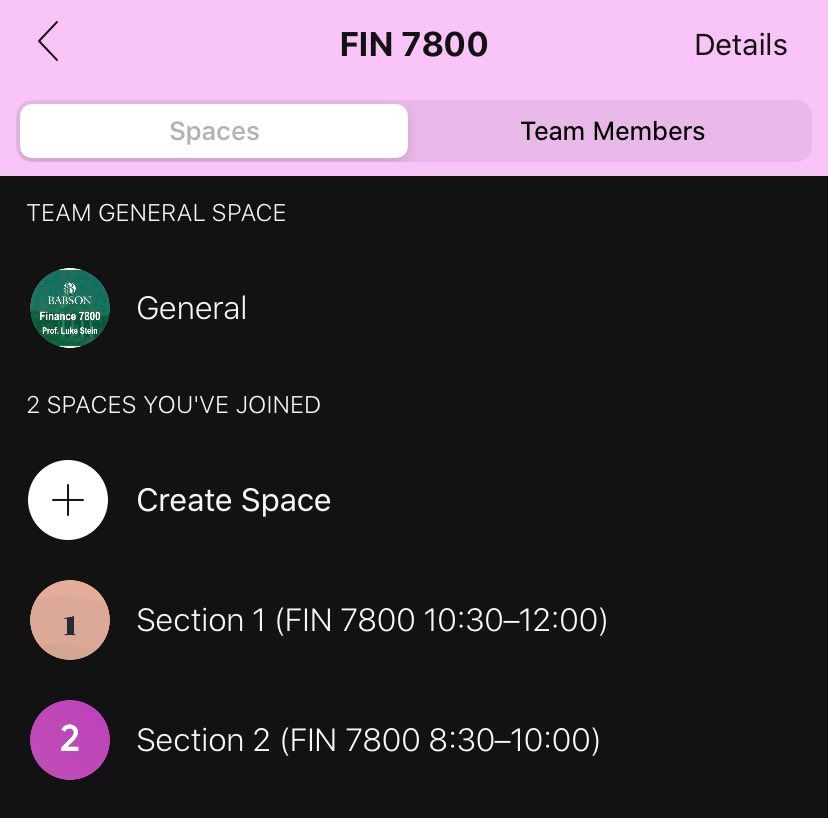 FIN 7800
Details
Spaces
Team Members
TEAM GENERAL SPACE
BABSON
Finance 7800
Prof. Luke Stein
General
2 SPACES YOU'VE JOINED
Create Space
1
Section 1 (FIN 7800 10:30–12:00)
2
Section 2 (FIN 7800 8:30–10:00)